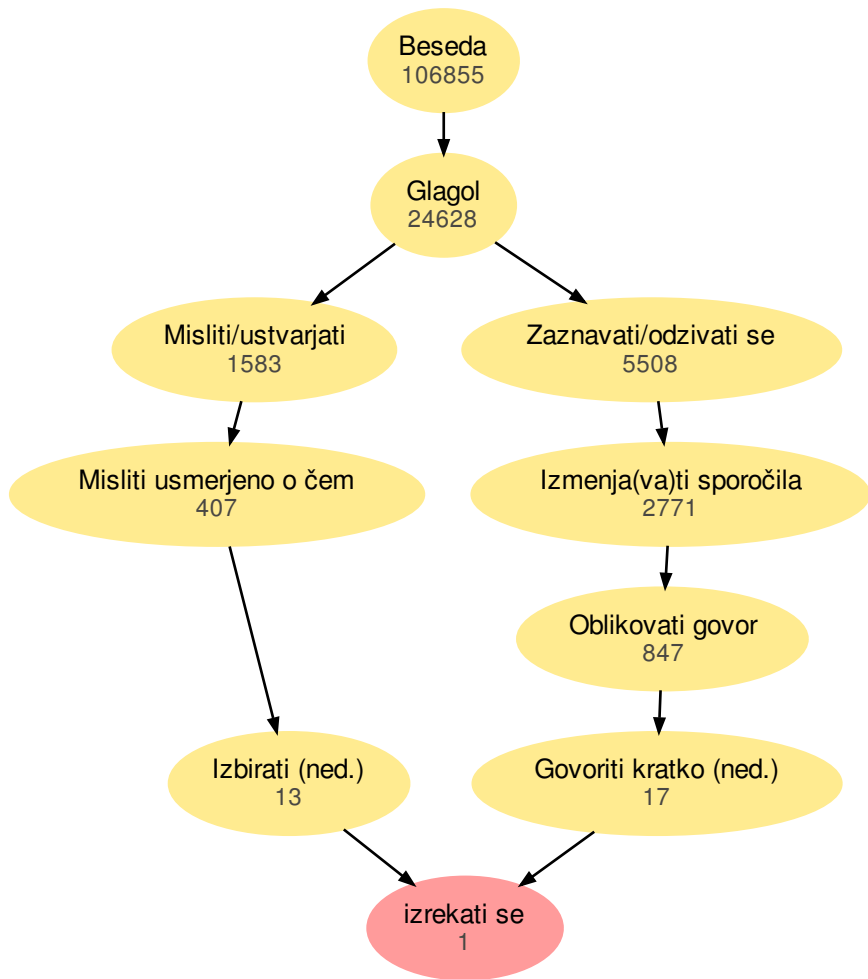 Beseda
106855
Glagol
24628
Misliti/ustvarjati
1583
Zaznavati/odzivati se
5508
Misliti usmerjeno o čem
407
Izmenja(va)ti sporočila
2771
Oblikovati govor
847
Izbirati (ned.)
13
Govoriti kratko (ned.)
17
izrekati se
1